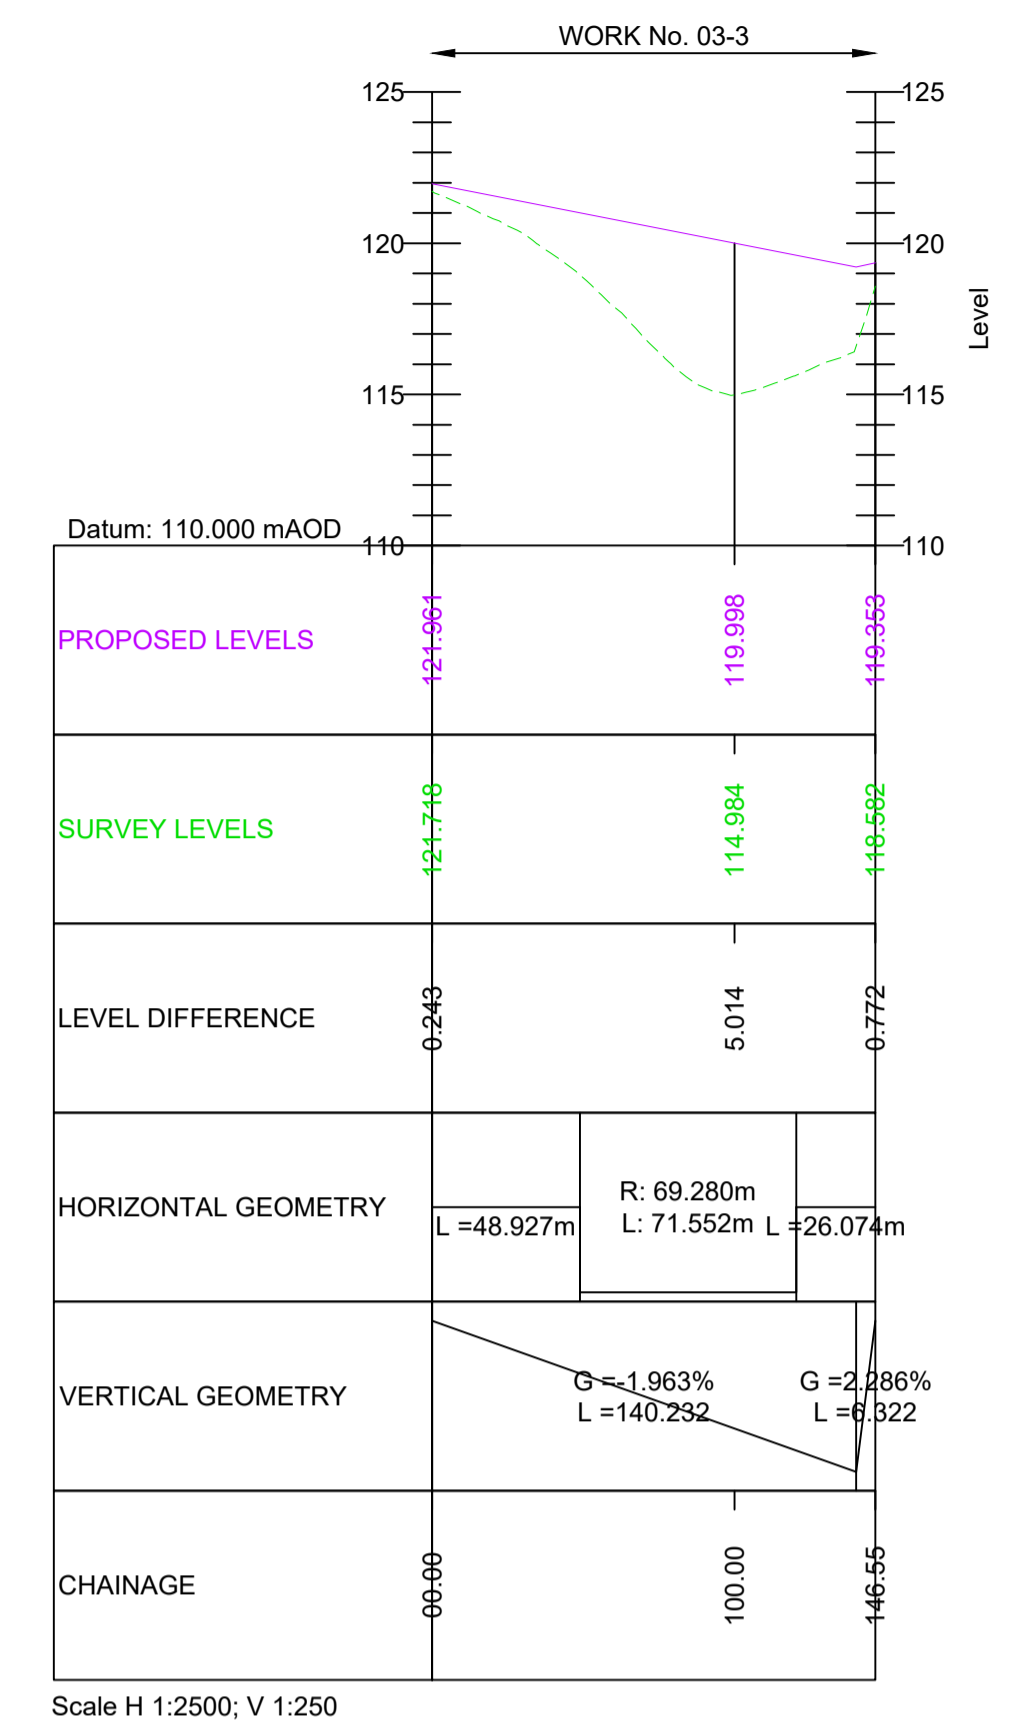 WORK No. 03-3
125 125
120 120
Level
115 115
Datum: 110.000 mAOD
110 110
PROPOSED LEVELS 121.961 119.998 119.353
SURVEY LEVELS 121.718 114.984 118.582
LEVEL DIFFERENCE 0.243 5.014 0.772
HORIZONTAL GEOMETRY
L =48.927m
R: 69.280m
L: 71.552m
L =26.074m
VERTICAL GEOMETRY
G =-1.963%
L =140.232
G =2.286%
L =6.322
CHAINAGE 00.00 100.00 146.55
Scale H 1:2500; V 1:250